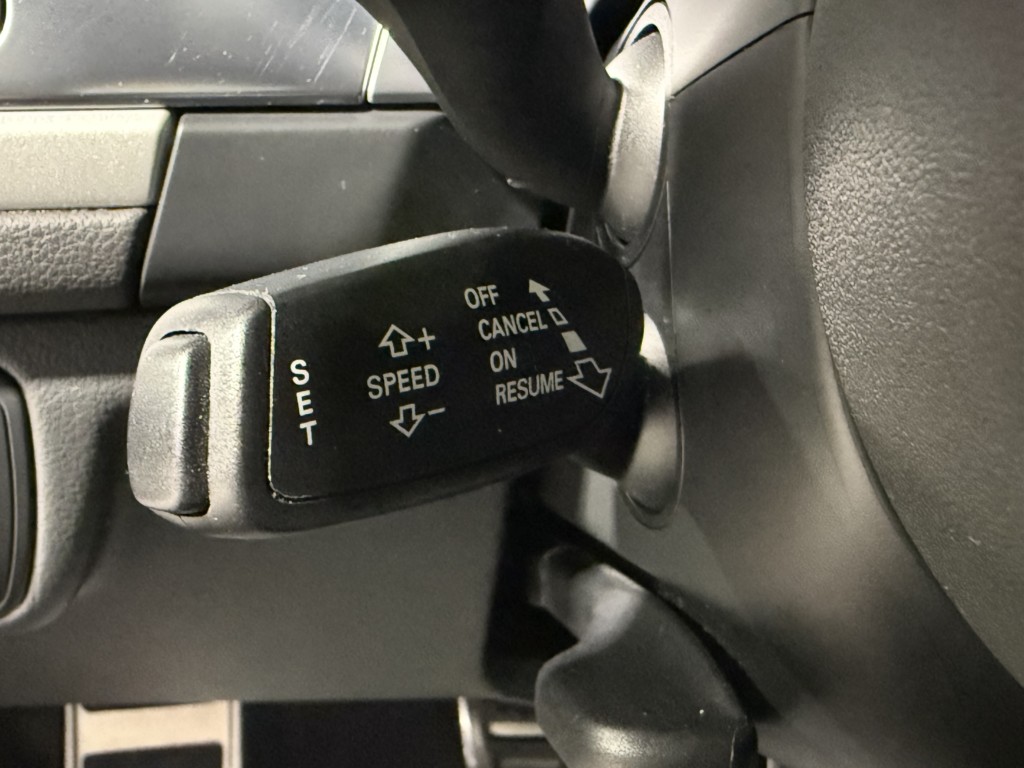 SET
+
SPEED
−
OFF
CANCEL
ON
RESUME